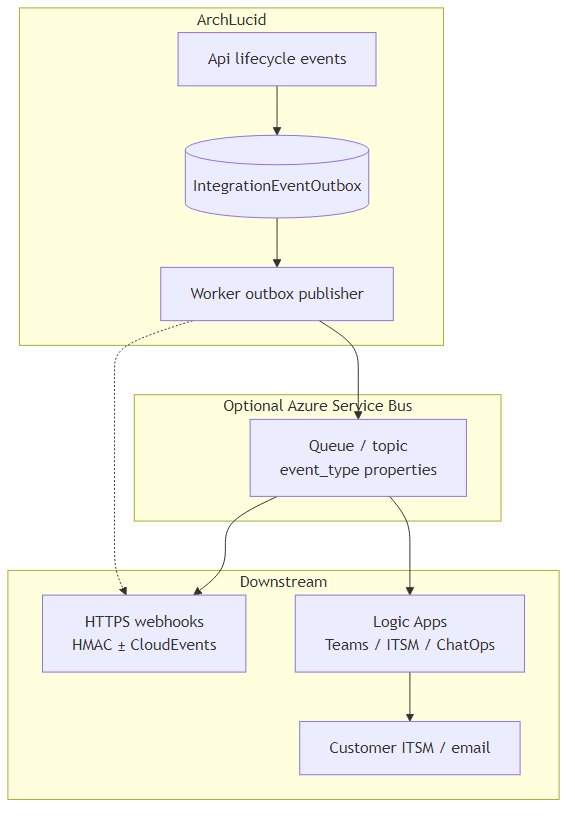 ArchLucid
Api lifecycle events
IntegrationEventOutbox
Worker outbox publisher
Optional Azure Service Bus
Queue / topic
event_type properties
Downstream
HTTPS webhooks
HMAC ± CloudEvents
Logic Apps
Teams / ITSM / ChatOps
Customer ITSM / email